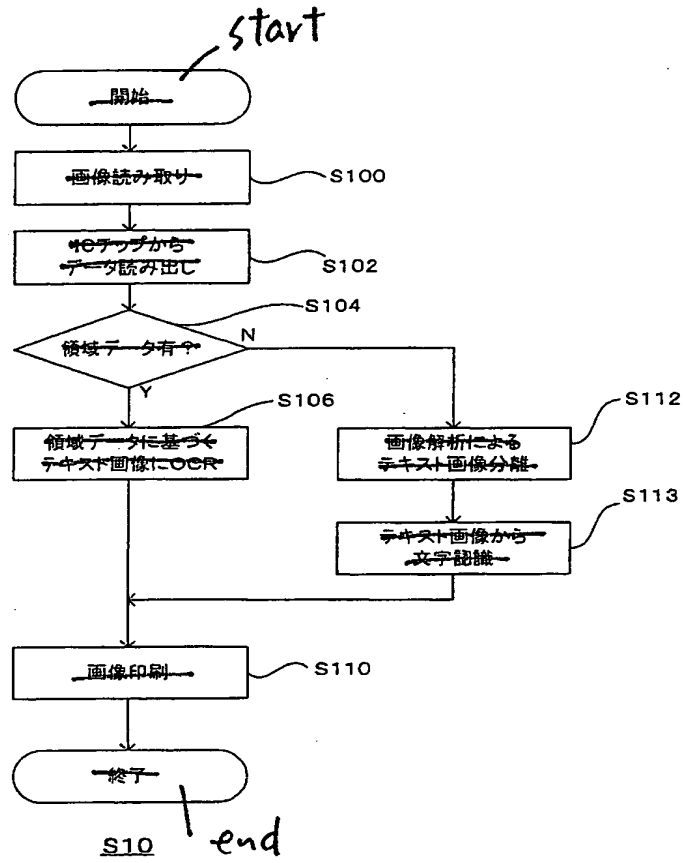 start
開始
画像読み取り
S100
ICチップから
データ読み出し
S102
領域データ有?
S104
N
Y
領域データに基づく
テキスト画像にOCR
S106
画像解析による
テキスト画像分離
S112
テキスト画像から
文字認識
S113
画像印刷
S110
終了
end
S10